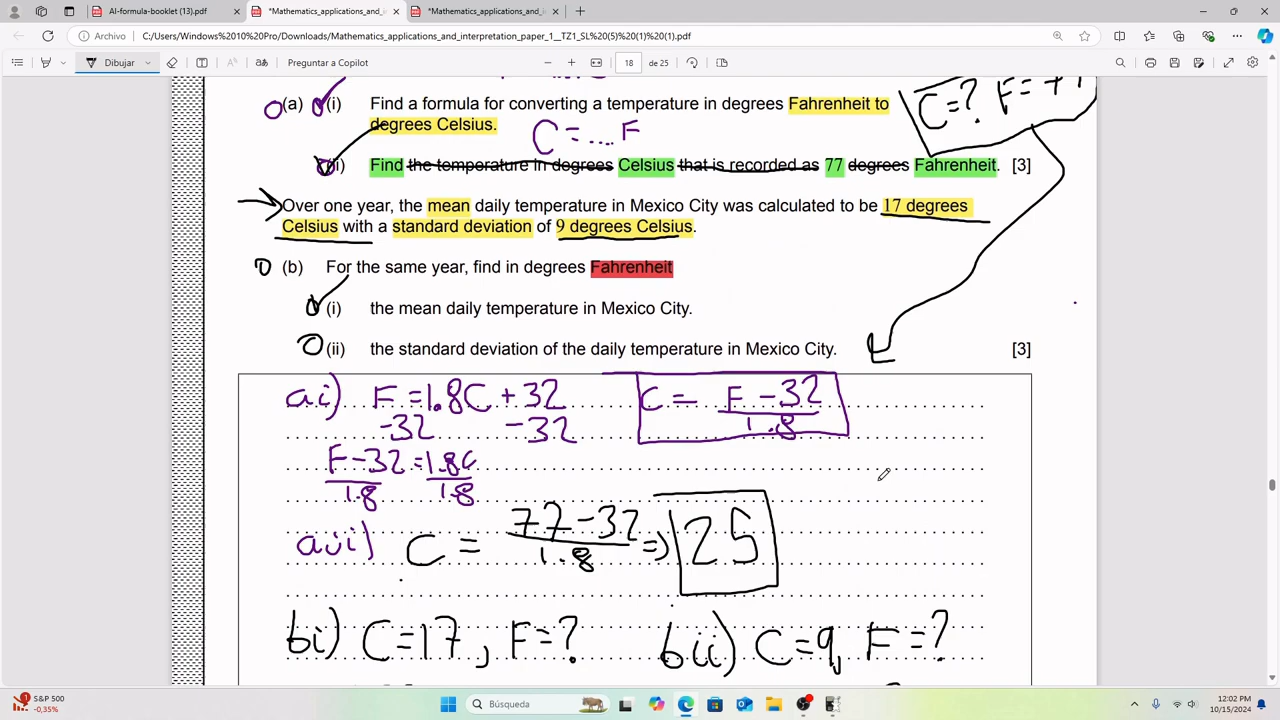 AI-formula-booklet (13).pdf
*Mathematics_applications_and_in
*Mathematics_applications_and_int
Archivo
C:/Users/Windows%2010%20Pro/Downloads/Mathematics_applications_and_interpretation_paper_1__TZ1_SL%20(5)%20(1)%20(1).pdf
Dibujar
Preguntar a Copilot
18 de 25
(a) (i) Find a formula for converting a temperature in degrees Fahrenheit to
degrees Celsius.
C = .... F
C=? F=77
Find the temperature in degrees Celsius that is recorded as 77 degrees Fahrenheit. [3]
Over one year, the mean daily temperature in Mexico City was calculated to be 17 degrees
Celsius with a standard deviation of 9 degrees Celsius.
(b) For the same year, find in degrees Fahrenheit
(i) the mean daily temperature in Mexico City.
(ii) the standard deviation of the daily temperature in Mexico City. [3]
ai) F = 1.8C + 32
-32 -32
F - 32 = 1.8C
1.8 1.8
C = F - 32
1.8
aii) C = 77 - 32 => 25
1.8
bi) C=17, F=?
bii) C=9, F=?
S&P 500
-0,35%
Búsqueda
12:02 PM
10/15/2024